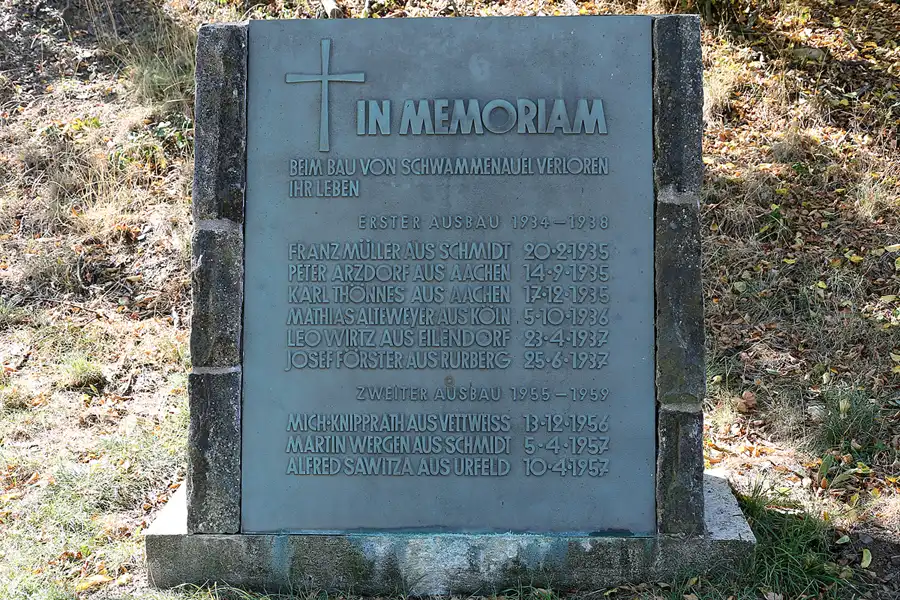 IN MEMORIAM
BEIM BAU VON SCHWAMMENAUEL VERLOREN
IHR LEBEN
ERSTER AUSBAU 1934–1938
FRANZ MÜLLER AUS SCHMIDT 20·2·1935
PETER ARZDORF AUS AACHEN 14·9·1935
KARL THÖNNES AUS AACHEN 17·12·1935
MATHIAS ALTEWEYER AUS KÖLN 5·10·1936
LEO WIRTZ AUS EILENDORF 23·4·1937
JOSEF FÖRSTER AUS RURBERG 25·6·1937
ZWEITER AUSBAU 1955–1959
MICH·KNIPPRATH AUS VETTWEISS 13·12·1956
MARTIN WERGEN AUS SCHMIDT 5·4·1957
ALFRED SAWITZA AUS URFELD 10·4·1957